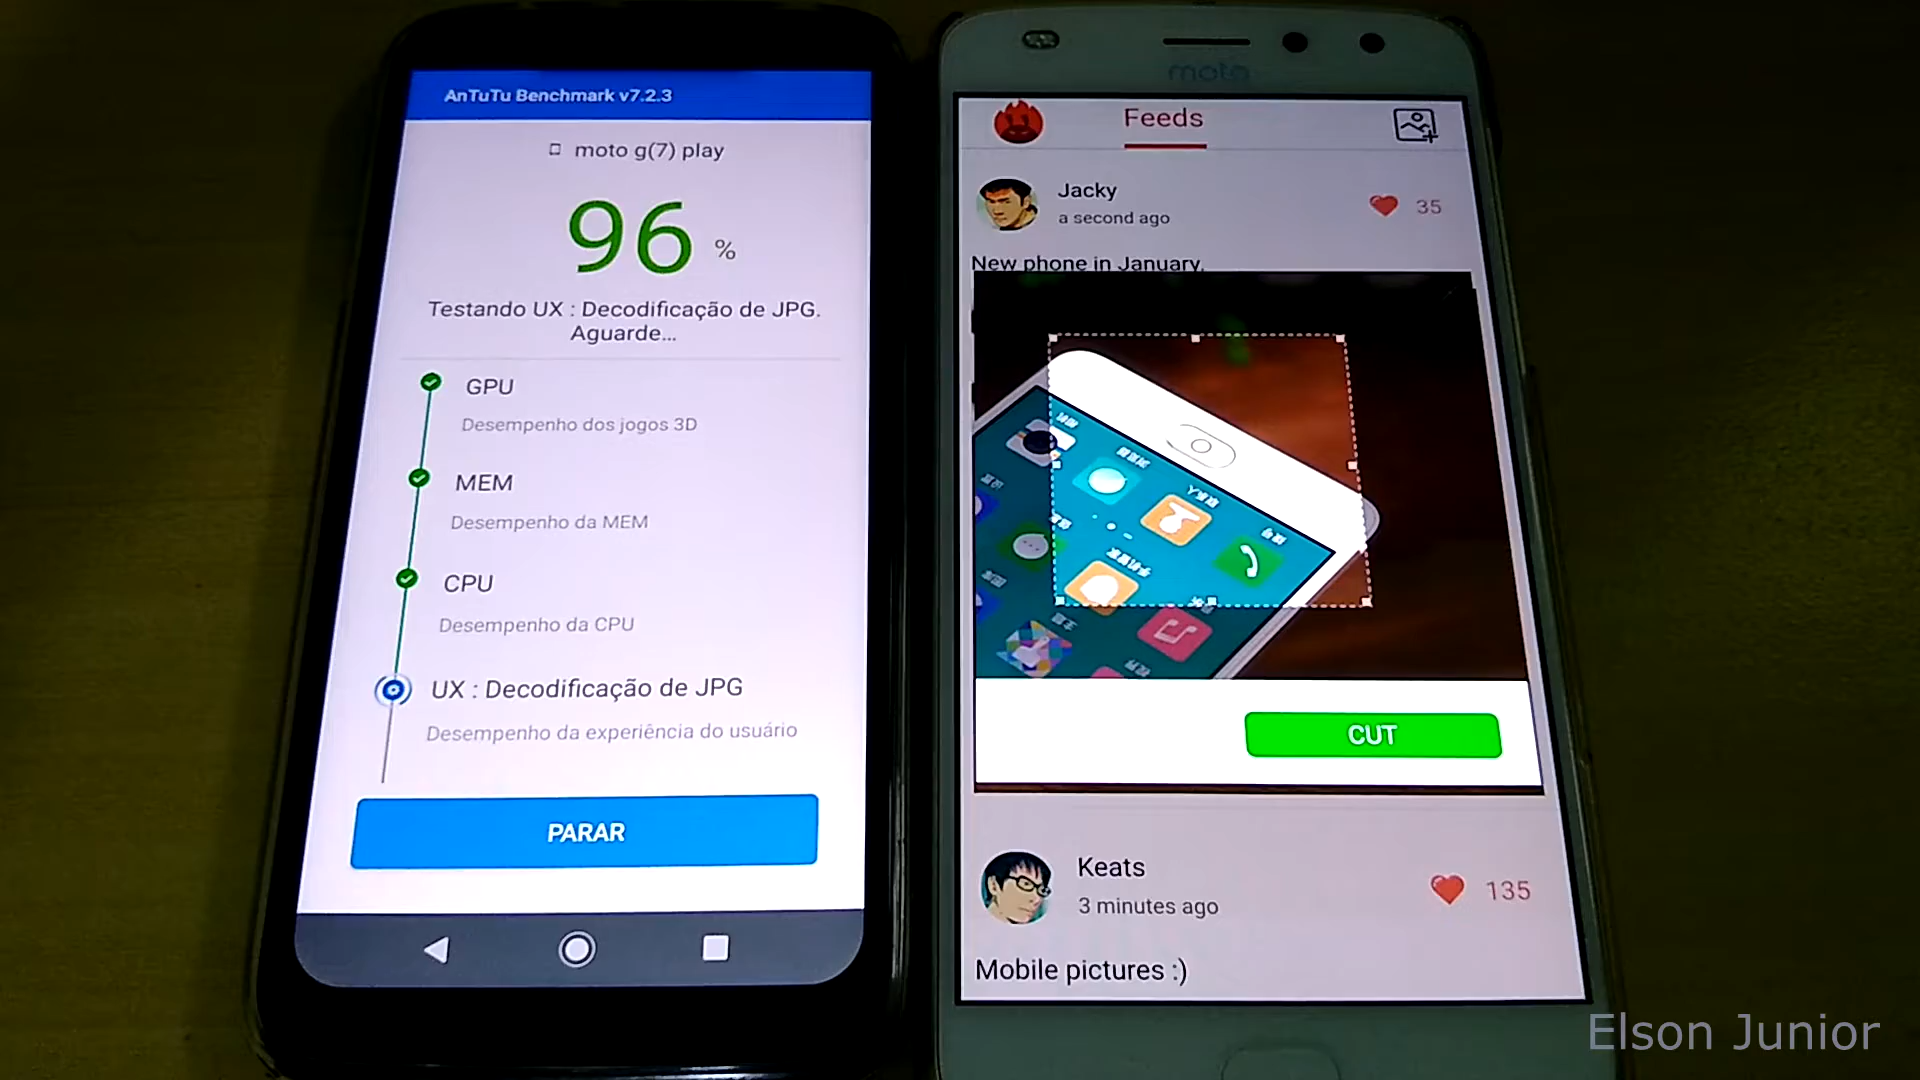 AnTuTu Benchmark v7.2.3
moto g(7) play
96 %
Testando UX : Decodificação de JPG.
Aguarde...
GPU
Desempenho dos jogos 3D
MEM
Desempenho da MEM
CPU
Desempenho da CPU
UX : Decodificação de JPG
Desempenho da experiência do usuário
PARAR
moto
Feeds
Jacky
a second ago
35
New phone in January.
CUT
Keats
3 minutes ago
135
Mobile pictures :)
Elson Junior